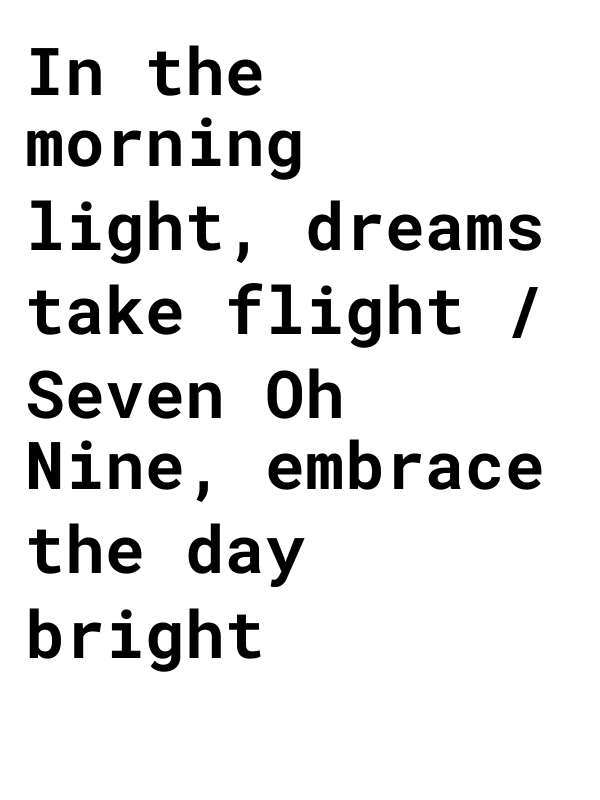 In the
morning
light, dreams
take flight /
Seven Oh
Nine, embrace
the day
bright